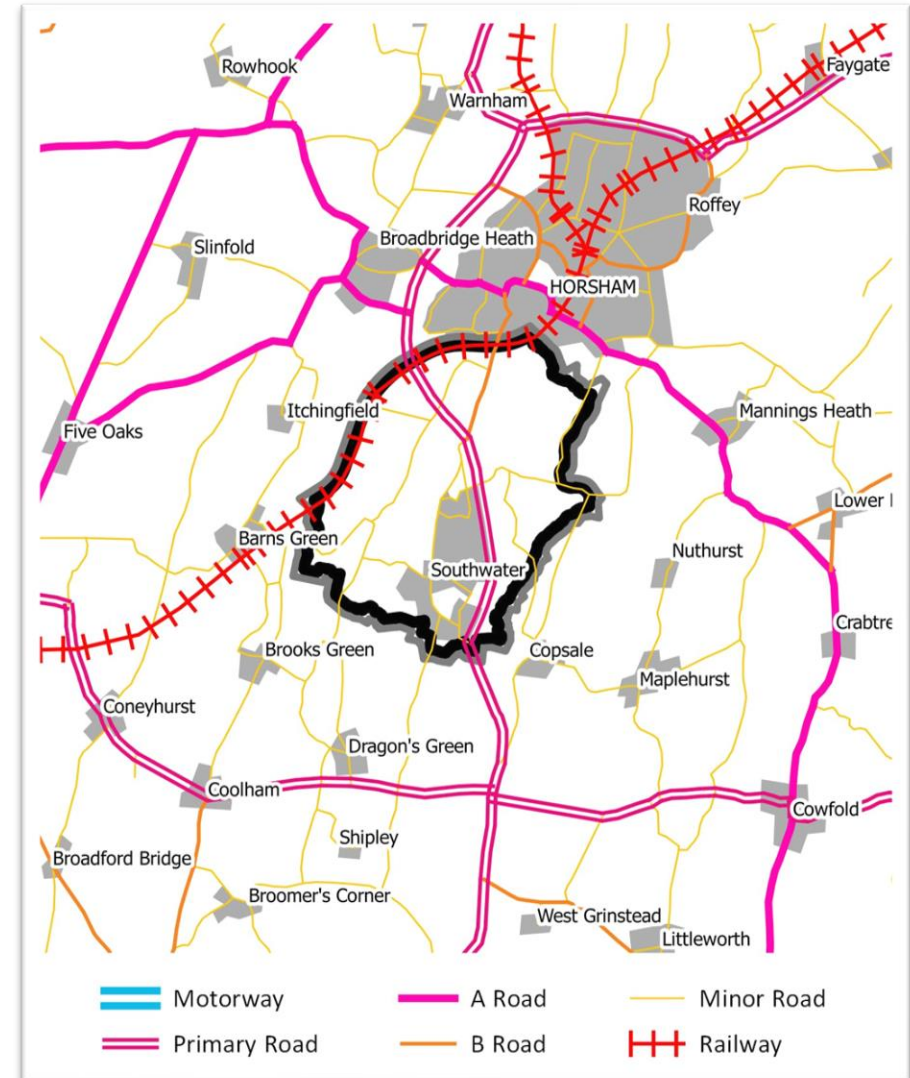 Rowhook
Faygate
Warnham
Roffey
Broadbridge Heath
Slinfold
HORSHAM
Itchingfield
Mannings Heath
Five Oaks
Lower
Barns Green
Nuthurst
Southwater
Crabtre
Brooks Green
Copsale
Maplehurst
Coneyhurst
Dragon's Green
Coolham
Cowfold
Shipley
Broadford Bridge
Broomer's Corner
West Grinstead
Littleworth
Motorway
A Road
Minor Road
Primary Road
B Road
Railway